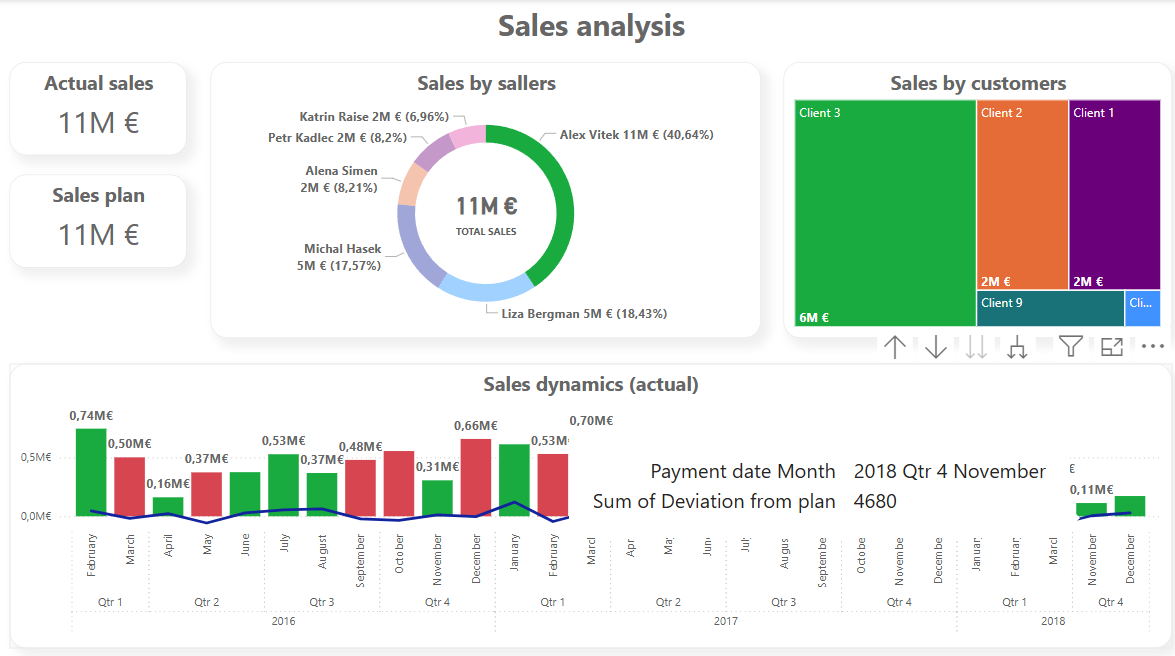 Sales analysis
Actual sales
11M €
Sales plan
11M €
Sales by sallers
Katrin Raise 2M € (6,96%)
Petr Kadlec 2M € (8,2%)
Alena Simen
2M € (8,21%)
Michal Hasek
5M € (17,57%)
Alex Vitek 11M € (40,64%)
Liza Bergman 5M € (18,43%)
11M €
TOTAL SALES
Sales by customers
Client 3
6M €
Client 2
2M €
Client 1
2M €
Client 9
Cli...
Sales dynamics (actual)
0,5M€
0,0M€
0,74M€
0,50M€
0,16M€
0,37M€
0,53M€
0,37M€
0,48M€
0,31M€
0,66M€
0,53M
0,70M€
€
0,11M€
Payment date Month 2018 Qtr 4 November
Sum of Deviation from plan 4680
February March April May June July August September October November December January February Marcl Apr Ma Jun Jul Augus Septembe Octobe Novembe Decembe Januar Februar Marcl November December
Qtr 1 Qtr 2 Qtr 3 Qtr 4 Qtr 1 Qtr 2 Qtr 3 Qtr 4 Qtr 1 Qtr 4
2016 2017 2018